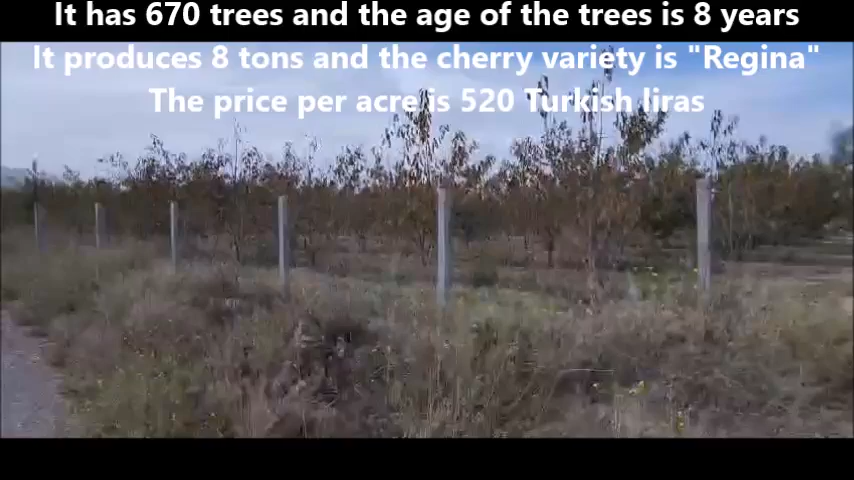 It has 670 trees and the age of the trees is 8 years
It produces 8 tons and the cherry variety is "Regina"
The price per acre is 520 Turkish liras